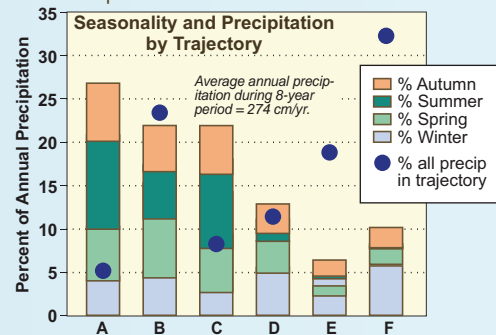 Seasonality and Precipitation
by Trajectory
Average annual precip-
itation during 8-year
period = 274 cm/yr.
Percent of Annual Precipitation
35
30
25
20
15
10
5
0
A B C D E F
% Autumn
% Summer
% Spring
% Winter
% all precip
in trajectory